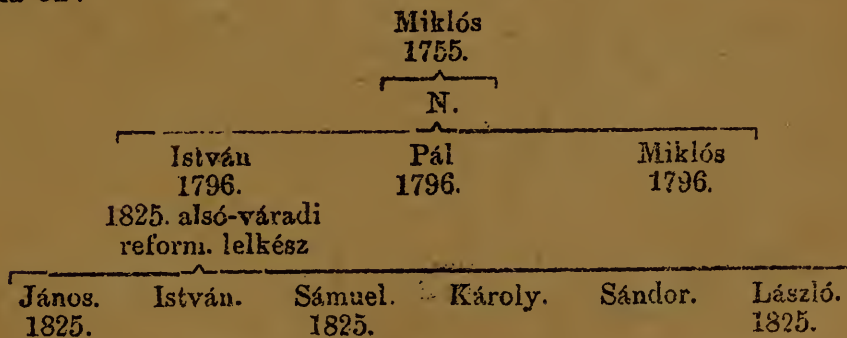 Miklós
1755.
N.
István Pál Miklós
1796. 1796. 1796.
1825. alsó-váradi
reform. lelkész
János. István. Sámuel. Károly. Sándor. László.
1825. 1825. 1825.